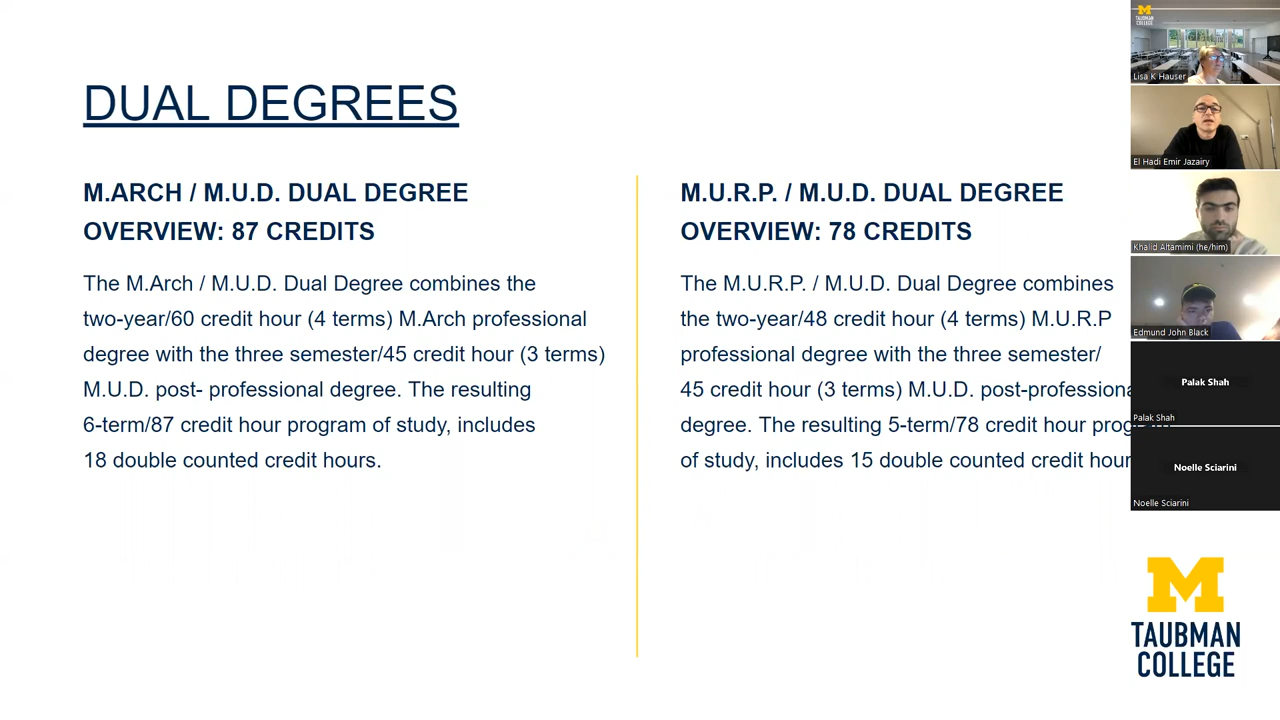 DUAL DEGREES
M.ARCH / M.U.D. DUAL DEGREE
OVERVIEW: 87 CREDITS
The M.Arch / M.U.D. Dual Degree combines the
two-year/60 credit hour (4 terms) M.Arch professional
degree with the three semester/45 credit hour (3 terms)
M.U.D. post- professional degree. The resulting
6-term/87 credit hour program of study, includes
18 double counted credit hours.
M.U.R.P. / M.U.D. DUAL DEGREE
OVERVIEW: 78 CREDITS
The M.U.R.P. / M.U.D. Dual Degree combines
the two-year/48 credit hour (4 terms) M.U.R.P
professional degree with the three semester/
45 credit hour (3 terms) M.U.D. post-professiona
degree. The resulting 5-term/78 credit hour prog
of study, includes 15 double counted credit hour
M
TAUBMAN
COLLEGE
Lisa K Hauser
El Hadi Emir Jazairy
Khalid Altamimi (he/him)
Edmund John Black
Palak Shah
Palak Shah
Noelle Sciarini
Noelle Sciarini
M
TAUBMAN
COLLEGE